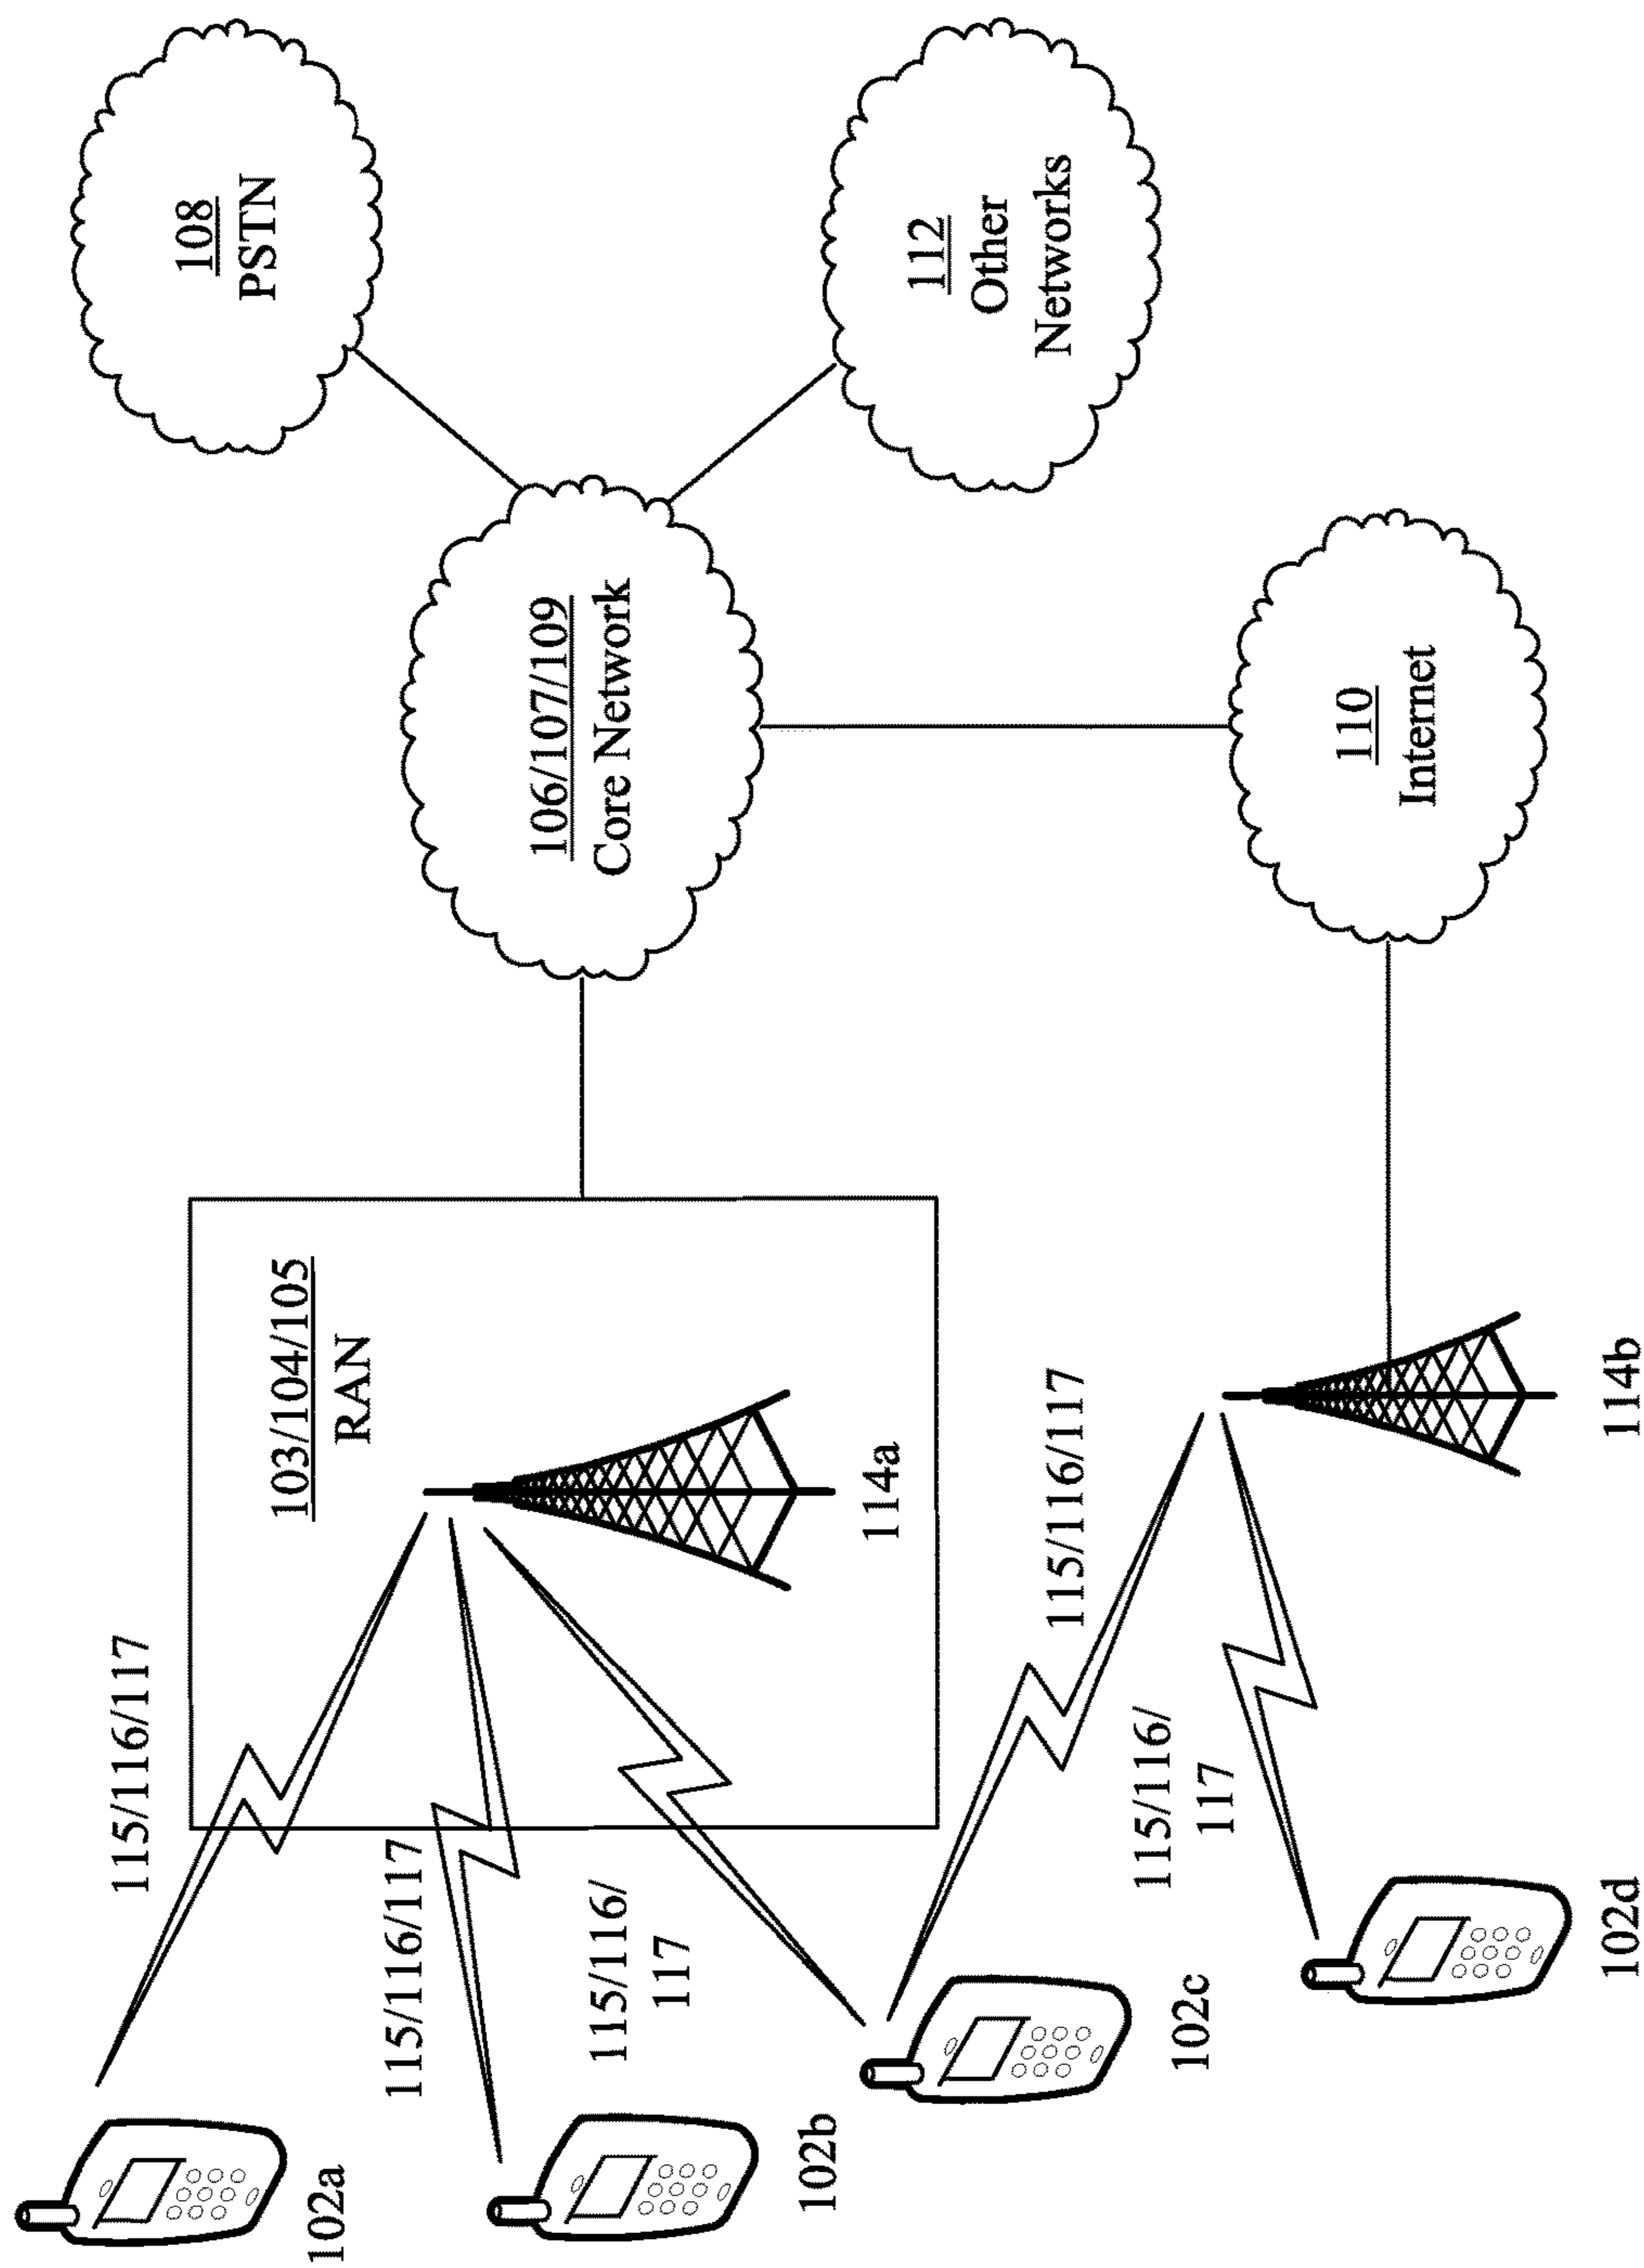 102a
115/116/117
103/104/105
RAN
114a
108
PSTN
106/107/109
Core Network
112
Other
Networks
102b
115/116/117
115/116/
117
102c
115/116/117
115/116/
117
102d
114b
110
Internet